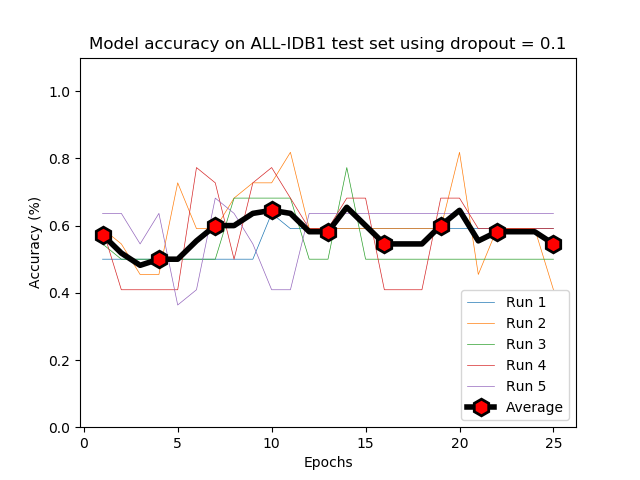 Model accuracy on ALL-IDB1 test set using dropout = 0.1
Accuracy (%)
1.0
0.8
0.6
0.4
0.2
0.0
0 5 10 15 20 25
Epochs
Run 1
Run 2
Run 3
Run 4
Run 5
Average